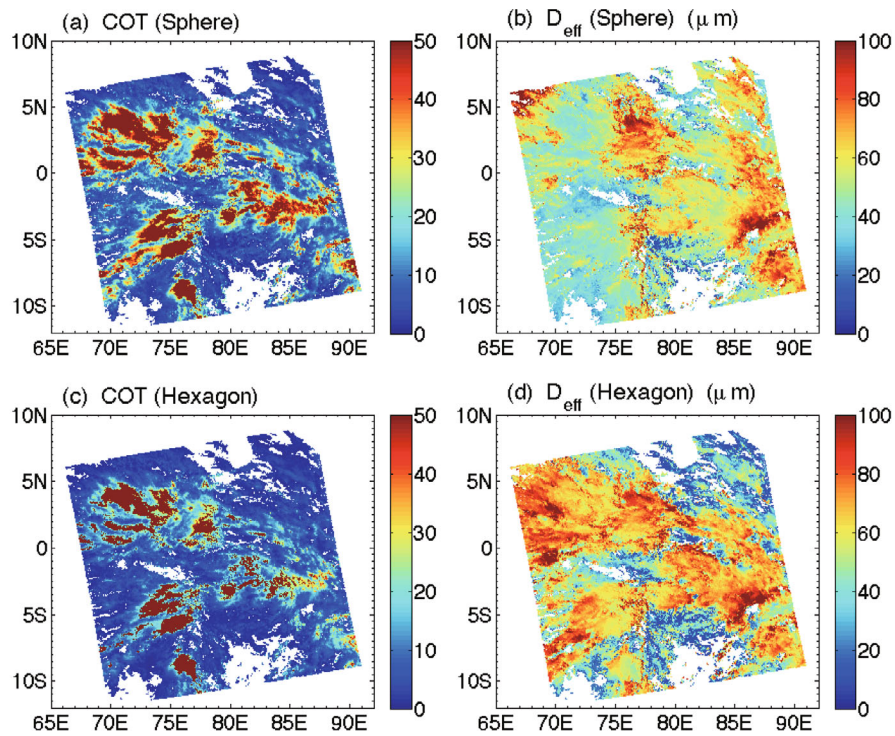 (a) COT (Sphere)
10N
5N
0
5S
10S
65E 70E 75E 80E 85E 90E
50
40
30
20
10
0
(b) D_eff (Sphere) (μ m)
10N
5N
0
5S
10S
65E 70E 75E 80E 85E 90E
100
80
60
40
20
0
(c) COT (Hexagon)
10N
5N
0
5S
10S
65E 70E 75E 80E 85E 90E
50
40
30
20
10
0
(d) D_eff (Hexagon) (μ m)
10N
5N
0
5S
10S
65E 70E 75E 80E 85E 90E
100
80
60
40
20
0